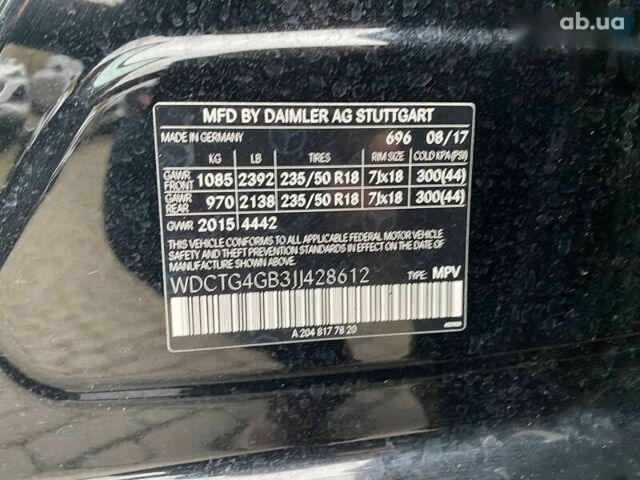 ab.ua
MFD BY DAIMLER AG STUTTGART
MADE IN GERMANY 696 08/17
KG LB TIRES RIM SIZE COLD KPA (PSI)
GAWR FRONT 1085 2392 235/50 R18 7Jx18 300(44)
GAWR REAR 970 2138 235/50 R18 7Jx18 300(44)
GVWR 2015 4442
THIS VEHICLE CONFORMS TO ALL APPLICABLE FEDERAL MOTOR VEHICLE
SAFETY AND THEFT PREVENTION STANDARDS IN EFFECT ON THE DATE OF
MANUFACTURE SHOWN ABOVE.
WDCTG4GB3JJ428612 TYPE: MPV
A 204 817 78 20